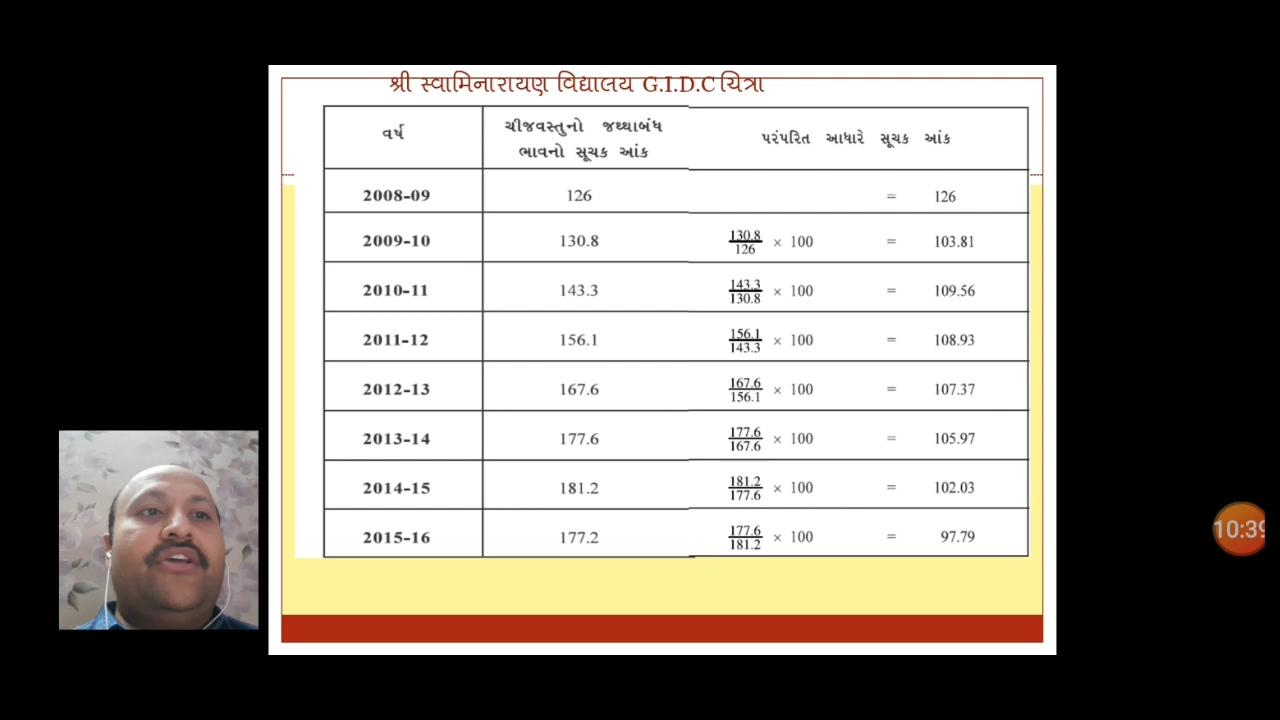 શ્રી સ્વામિનારાયણ વિદ્યાલય G.I.D.C ચિત્રા
વર્ષ ચીજવસ્તુનો જથ્થાબંધ ભાવનો સૂચક આંક પરંપરિત આધારે સૂચક આંક
2008-09 126 = 126
2009-10 130.8 130.8/126 × 100 = 103.81
2010-11 143.3 143.3/130.8 × 100 = 109.56
2011-12 156.1 156.1/143.3 × 100 = 108.93
2012-13 167.6 167.6/156.1 × 100 = 107.37
2013-14 177.6 177.6/167.6 × 100 = 105.97
2014-15 181.2 181.2/177.6 × 100 = 102.03
2015-16 177.2 177.6/181.2 × 100 = 97.79
10:39